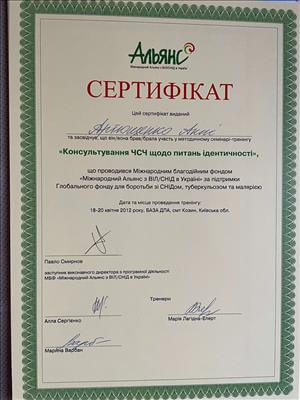 АЛЬЯНС
Міжнародний Альянс з ВІЛ/СНІД в Україні
СЕРТИФІКАТ
Цей сертифікат виданий
Артющенко Анні
та засвідчує, що він/вона брав/брала участь у методичному семінарі-тренінгу
«Консультування ЧСЧ щодо питань ідентичності»,
що проводився Міжнародним благодійним фондом
«Міжнародний Альянс з ВІЛ/СНІД в Україні» за підтримки
Глобального фонду для боротьби зі СНІДом, туберкульозом та малярією
Дата та місце проведення тренінгу:
18-20 квітня 2012 року, БАЗА ДПА, смт Козин, Київська обл.
Павло Смирнов
заступник виконавчого директора з програмної діяльності
МБФ «Міжнародний Альянс з ВІЛ/СНІД в Україні»
Тренери
Алла Сергієнко
Марія Лагідна-Елерт
Марина Варбан